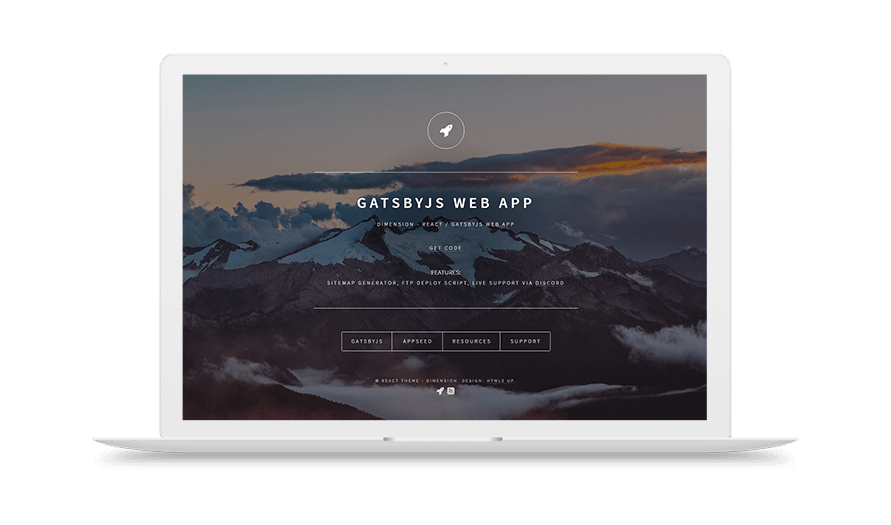 GATSBYJS WEB APP
DIMENSION - REACT / GATSBYJS WEB APP
GET CODE
FEATURES:
SITEMAP GENERATOR, FTP DEPLOY SCRIPT, LIVE SUPPORT VIA DISCORD
GATSBYJS APPSEED RESOURCES SUPPORT
© REACT THEME - DIMENSION. DESIGN: HTML5 UP.